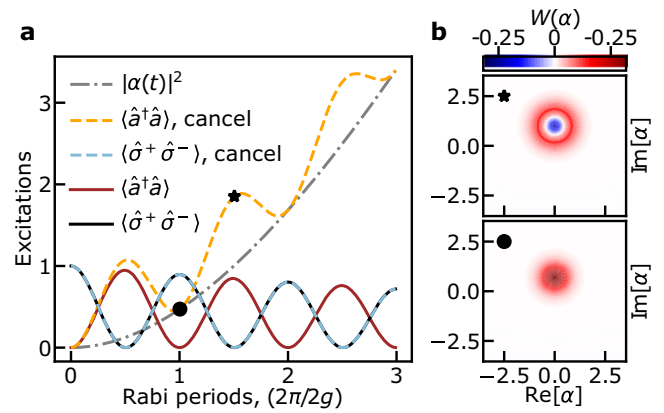 a
Excitations
3
2
1
0
|α(t)|²
⟨â†â⟩, cancel
⟨σ̂⁺σ̂⁻⟩, cancel
⟨â†â⟩
⟨σ̂⁺σ̂⁻⟩
0 1 2 3
Rabi periods, (2π/2g)
b
W(α)
-0.25 0 -0.25
2.5
0.0
−2.5
Im[α]
2.5
0.0
−2.5
Im[α]
−2.5 0.0 2.5
Re[α]